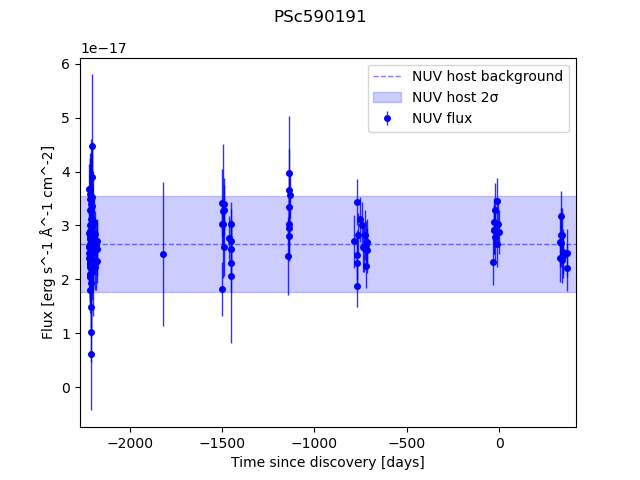 PSc590191
1e−17
NUV host background
NUV host 2σ
NUV flux
Flux [erg s^-1 Å^-1 cm^-2]
6
5
4
3
2
1
0
−2000
−1500
−1000
−500
0
Time since discovery [days]